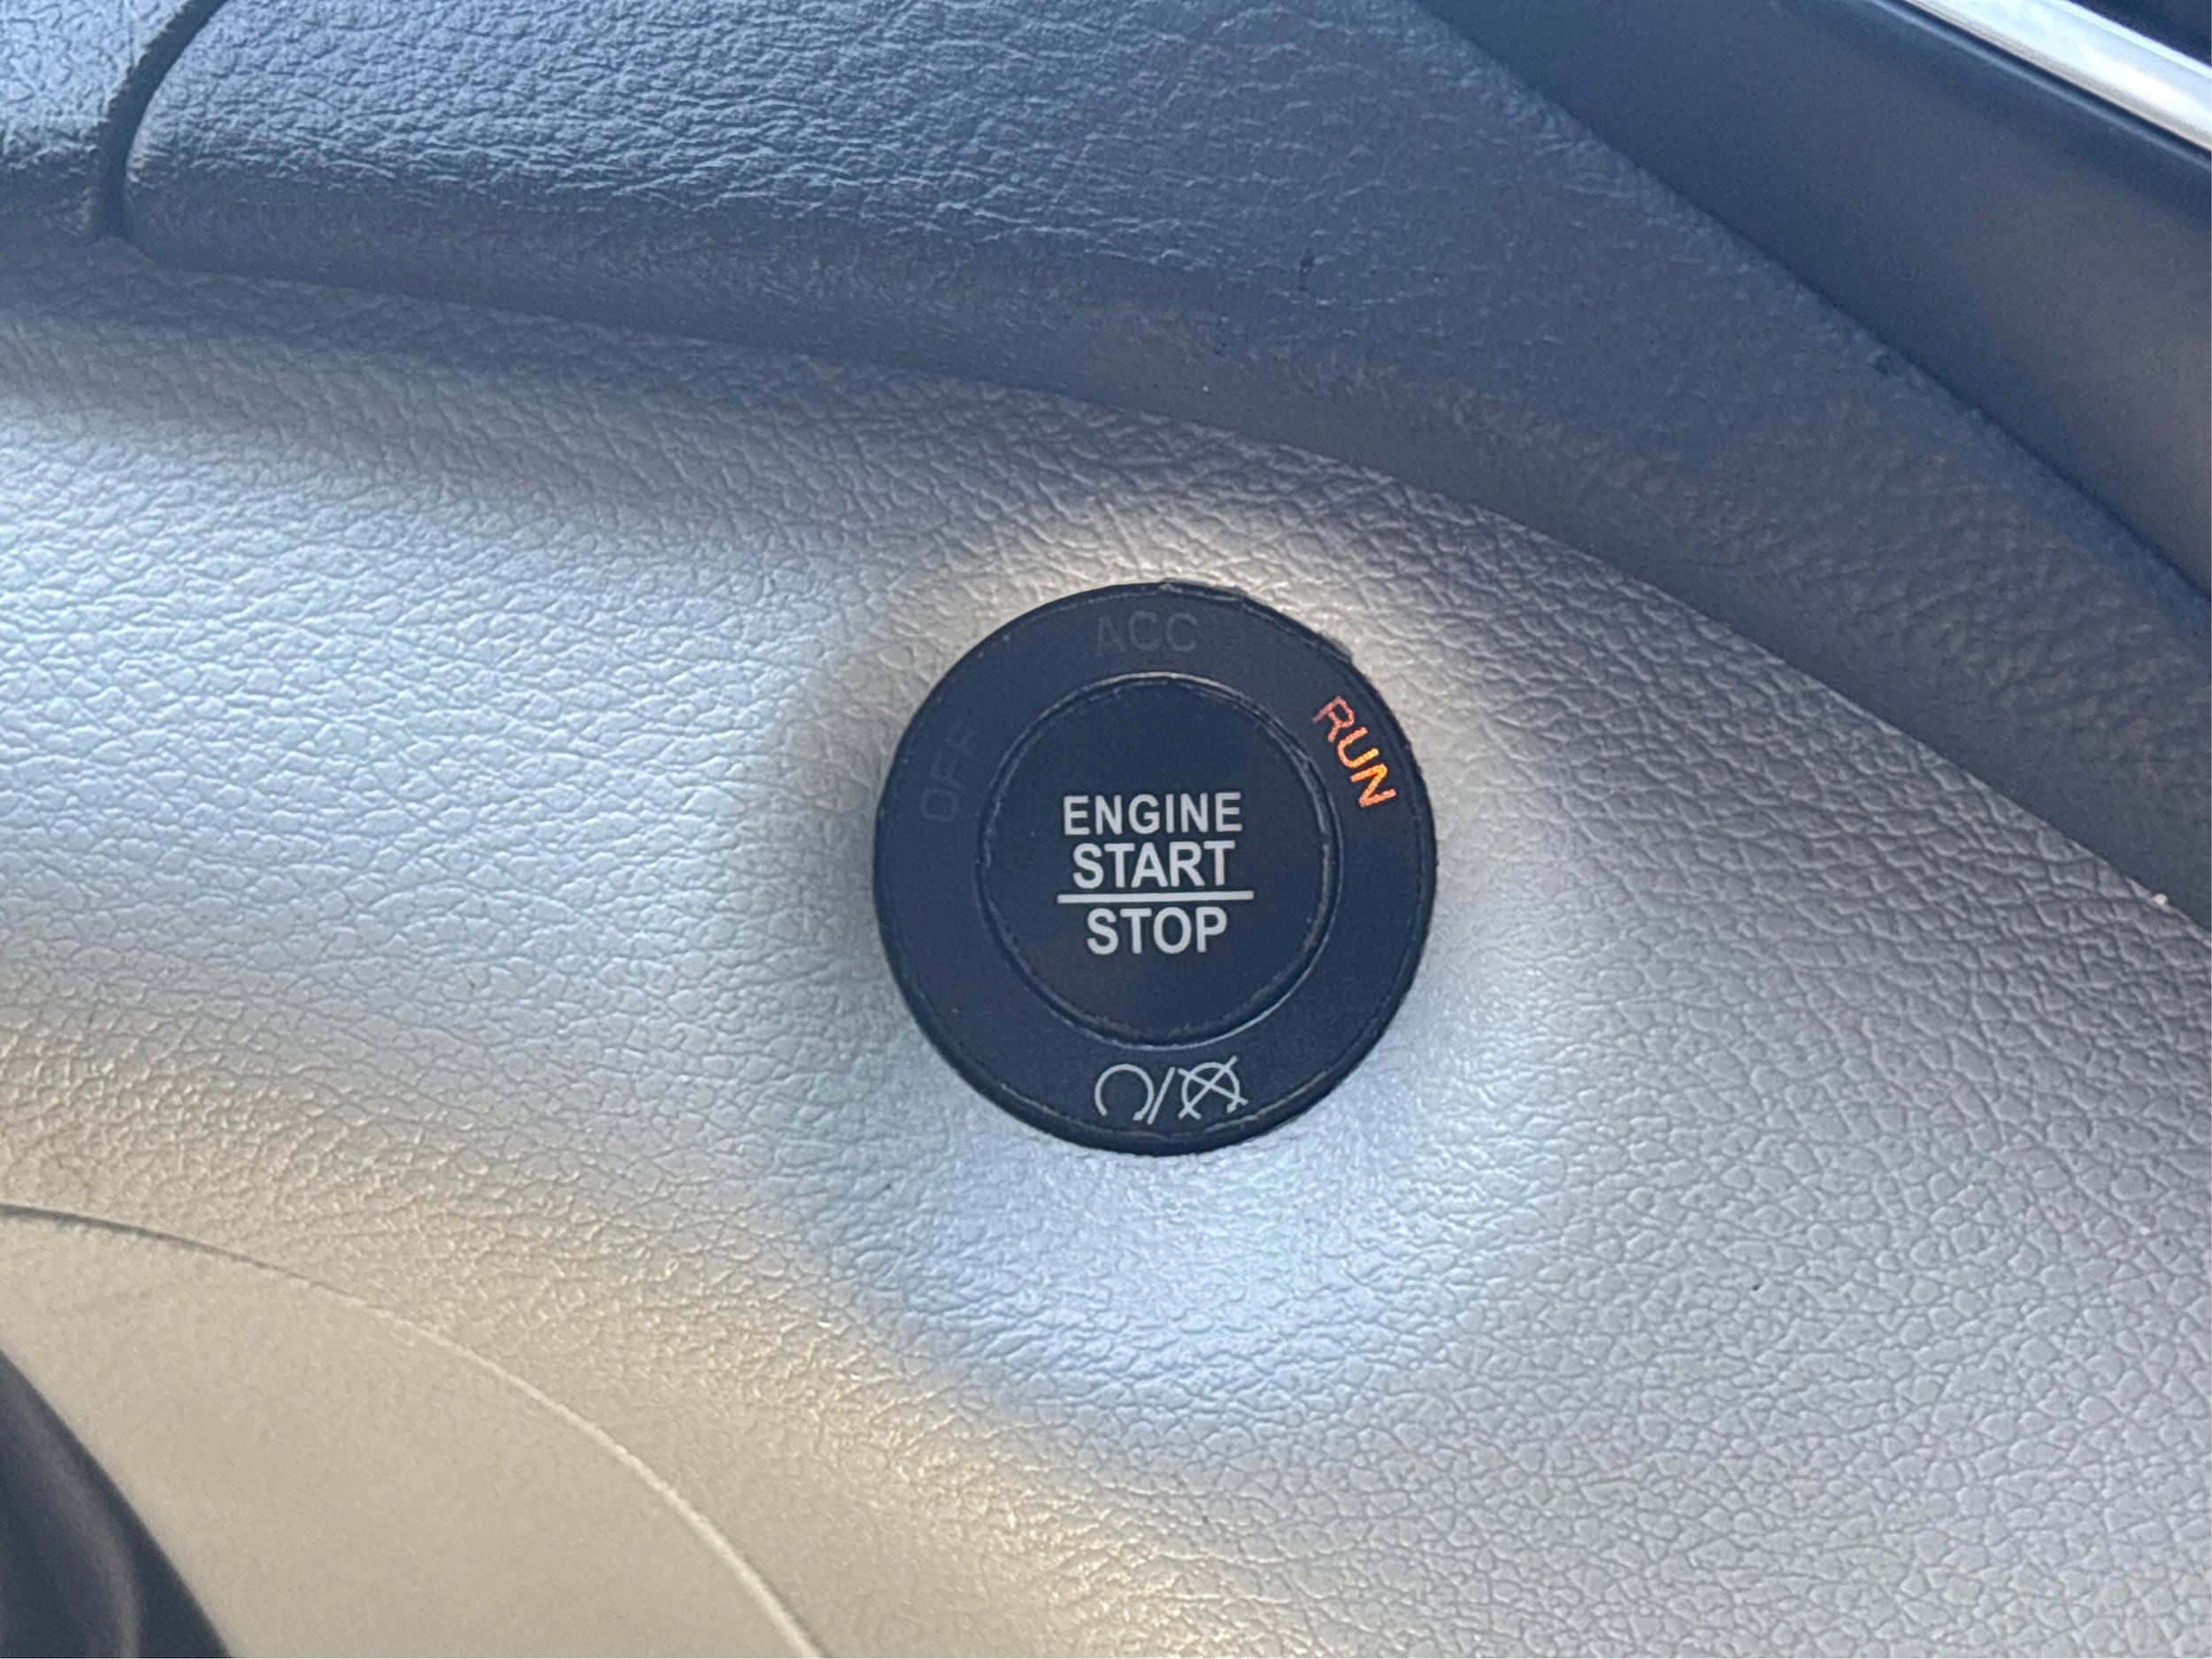 ACC
OFF
RUN
ENGINE
START
STOP